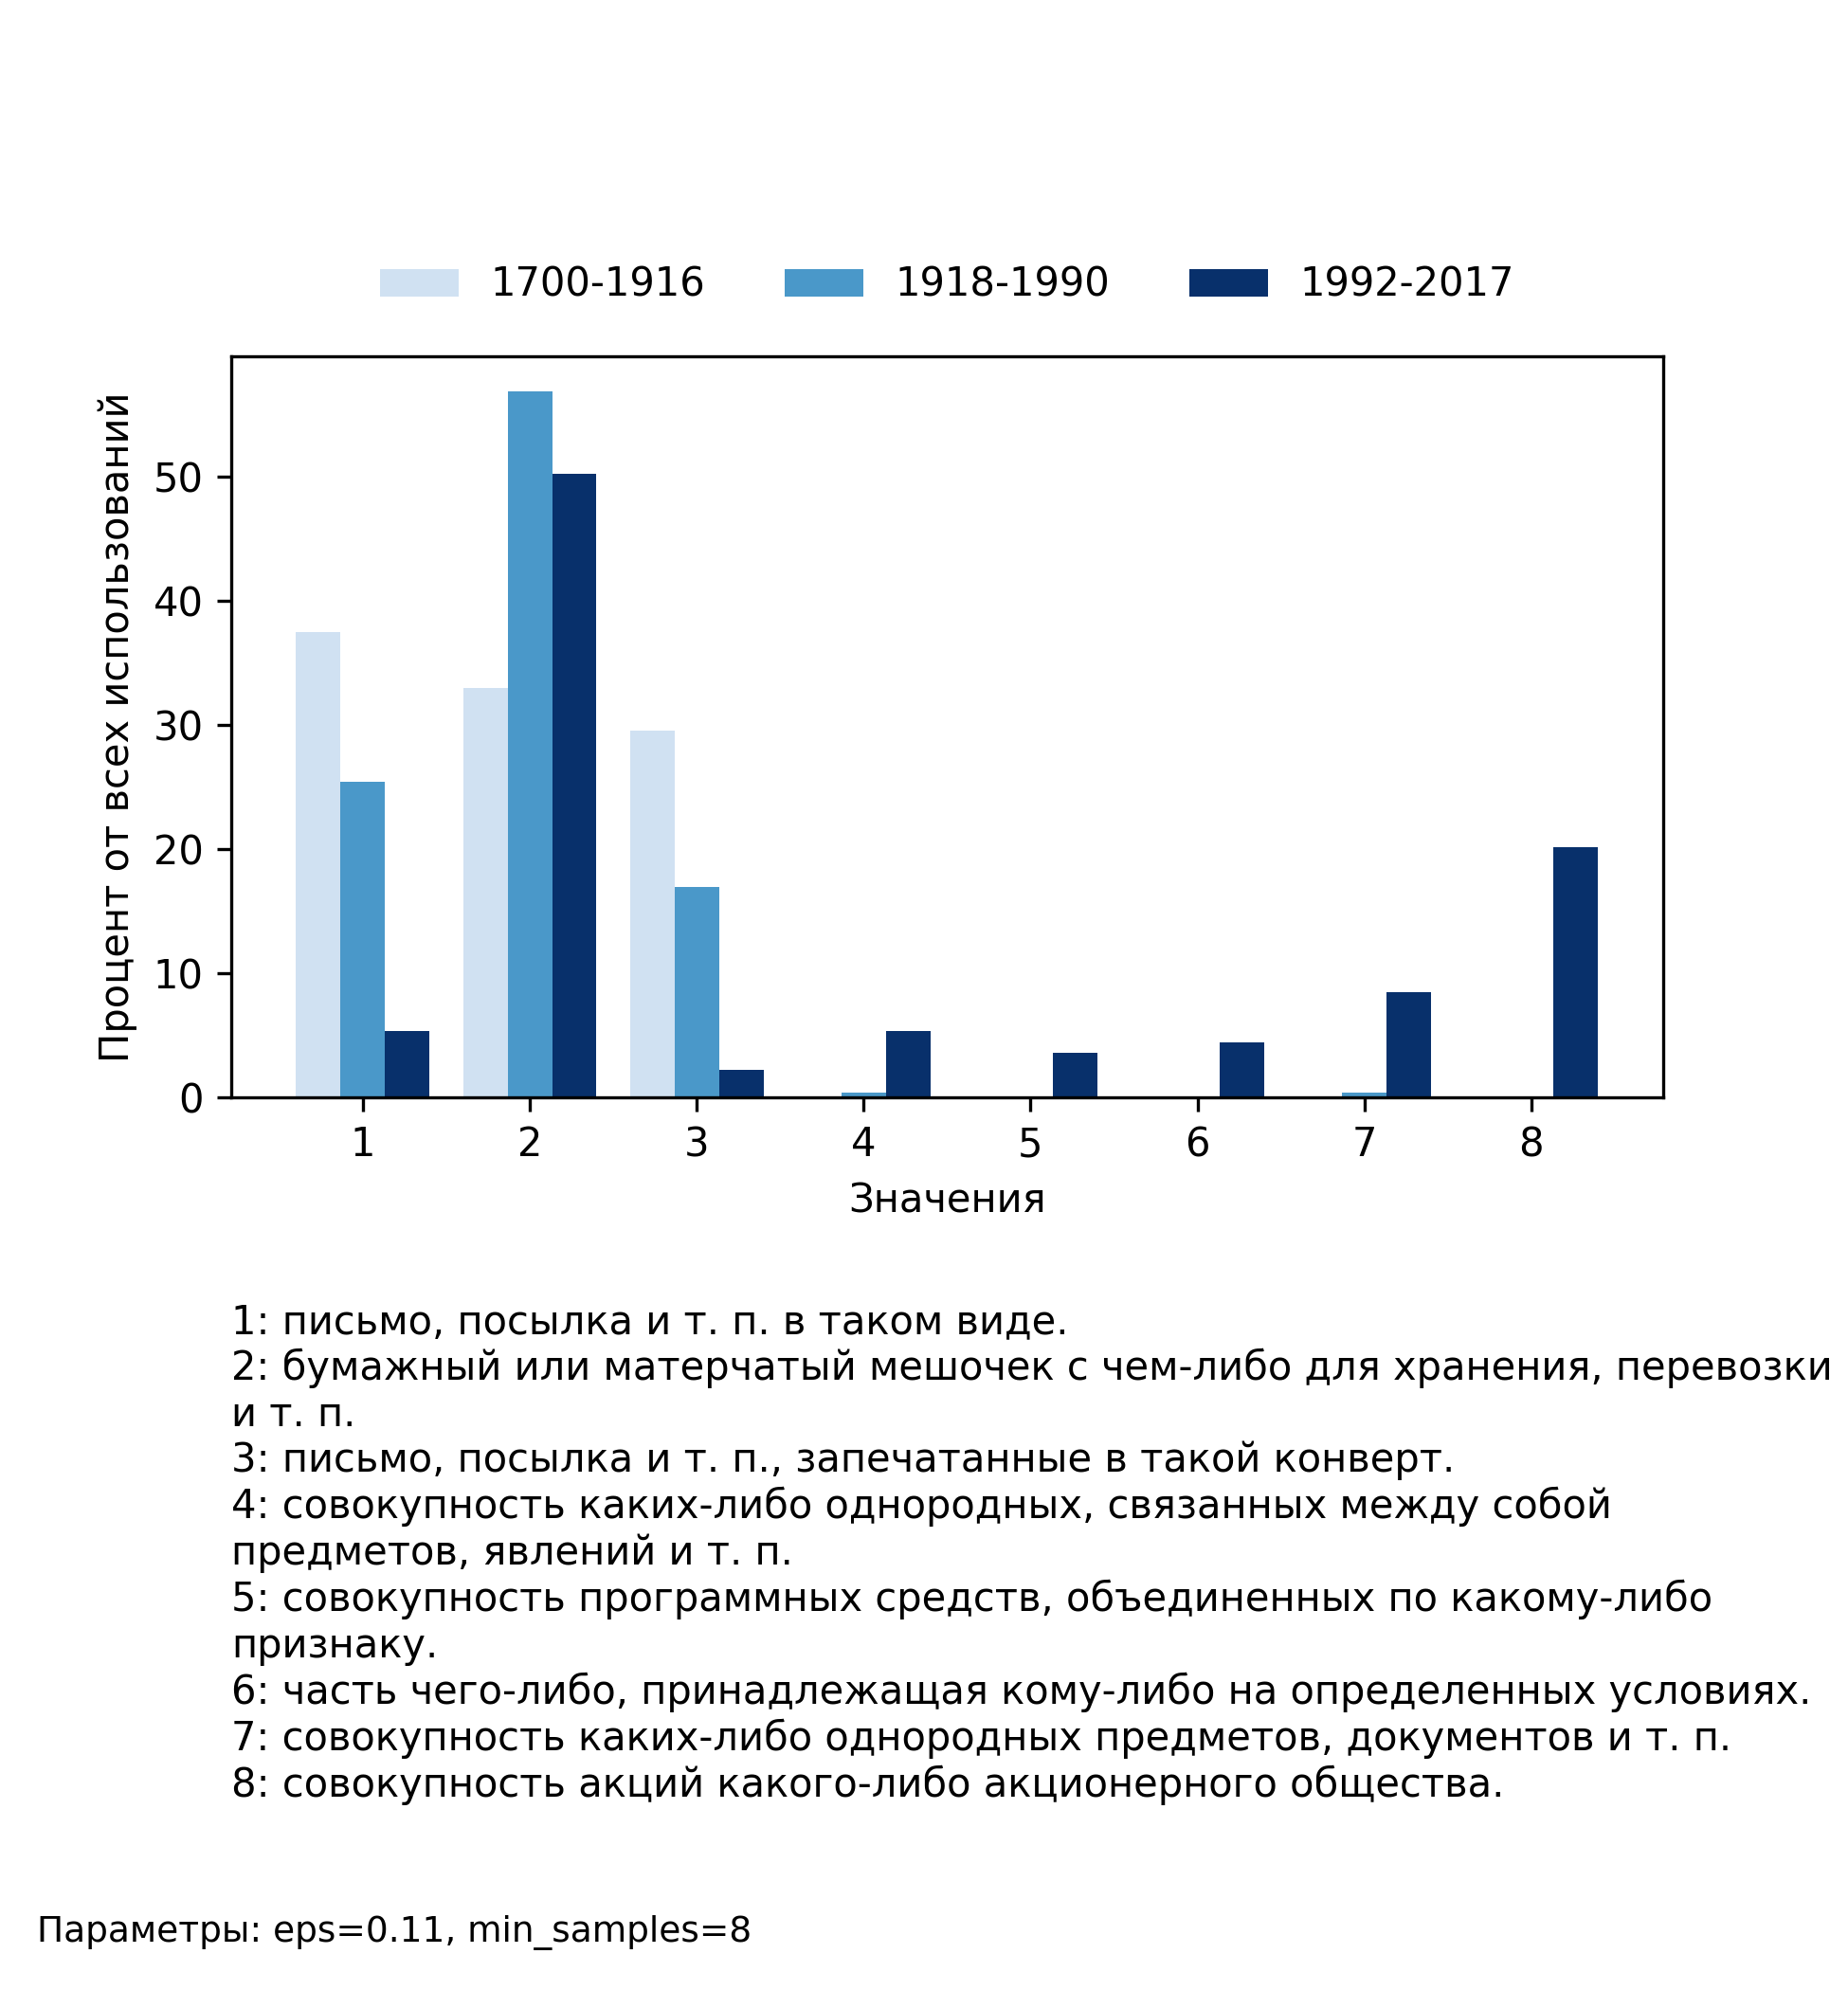 1700-1916 1918-1990 1992-2017
Процент от всех использований
50
40
30
20
10
0
1 2 3 4 5 6 7 8
Значения
1: письмо, посылка и т. п. в таком виде.
2: бумажный или матерчатый мешочек с чем-либо для хранения, перевозки
и т. п.
3: письмо, посылка и т. п., запечатанные в такой конверт.
4: совокупность каких-либо однородных, связанных между собой
предметов, явлений и т. п.
5: совокупность программных средств, объединенных по какому-либо
признаку.
6: часть чего-либо, принадлежащая кому-либо на определенных условиях.
7: совокупность каких-либо однородных предметов, документов и т. п.
8: совокупность акций какого-либо акционерного общества.
Параметры: eps=0.11, min_samples=8